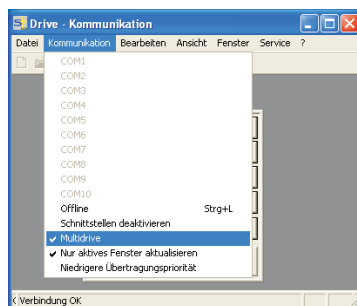 Drive - Kommunikation
Datei Kommunikation Bearbeiten Ansicht Fenster Service ?
COM1
COM2
COM3
COM4
COM5
COM6
COM7
COM8
COM9
COM10
Offline Strg+L
Schnittstellen deaktivieren
Multidrive
Nur aktives Fenster aktualisieren
Niedrigere Übertragungspriorität
Verbindung OK